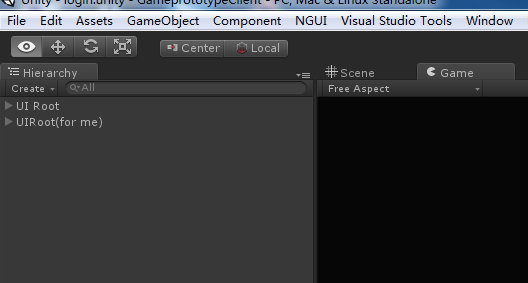 Unity - login.unity - GameprototypeClient - PC, Mac & Linux Standalone
File Edit Assets GameObject Component NGUI Visual Studio Tools Window
Center Local
Hierarchy
Scene Game
Create All
Free Aspect
UI Root
UIRoot(for me)